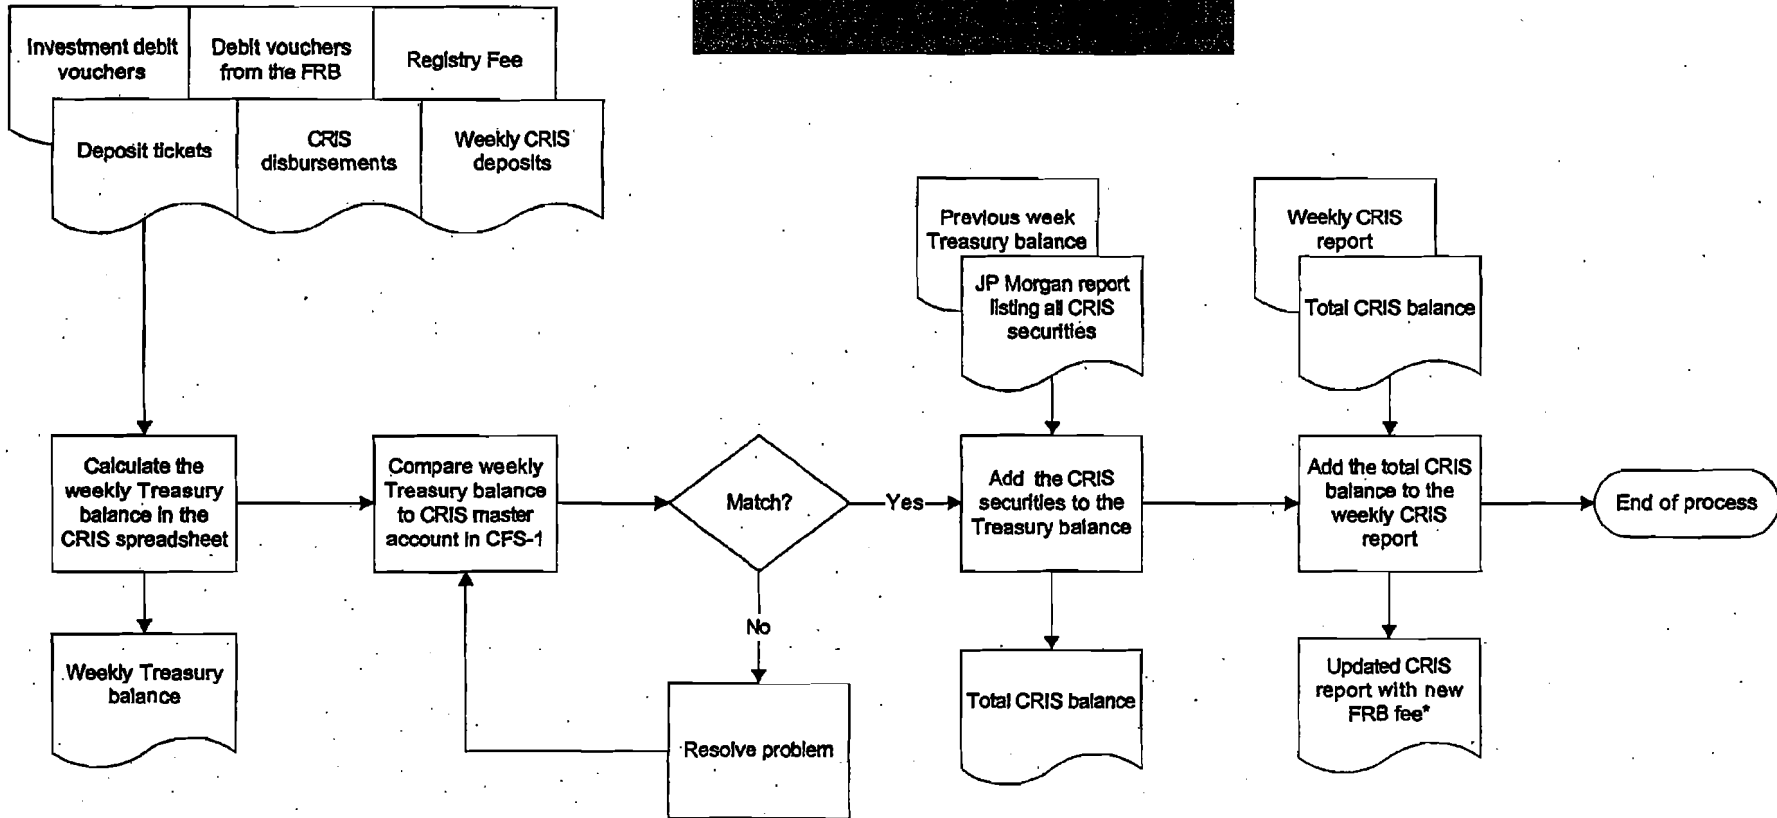 Investment debit
vouchers
Debit vouchers
from the FRB
Registry Fee
Deposit tickets
CRIS
disbursements
Weekly CRIS
deposits
Previous week
Treasury balance
JP Morgan report
listing all CRIS
securities
Weekly CRIS
report
Total CRIS balance
Calculate the
weekly Treasury
balance in the
CRIS spreadsheet
Compare weekly
Treasury balance
to CRIS master
account in CFS-1
Match?
Yes
Add the CRIS
securities to the
Treasury balance
Add the total CRIS
balance to the
weekly CRIS
report
End of process
No
Weekly Treasury
balance
Resolve problem
Total CRIS balance
Updated CRIS
report with new
FRB fee*